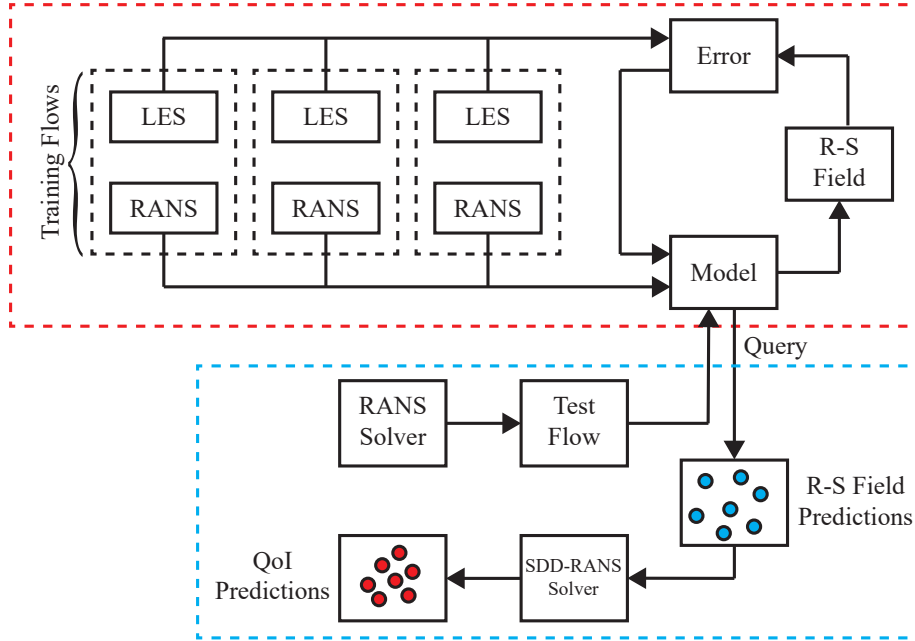 Training Flows
LES
LES
LES
RANS
RANS
RANS
Error
R-S
Field
Model
Query
RANS
Solver
Test
Flow
R-S Field
Predictions
QoI
Predictions
SDD-RANS
Solver